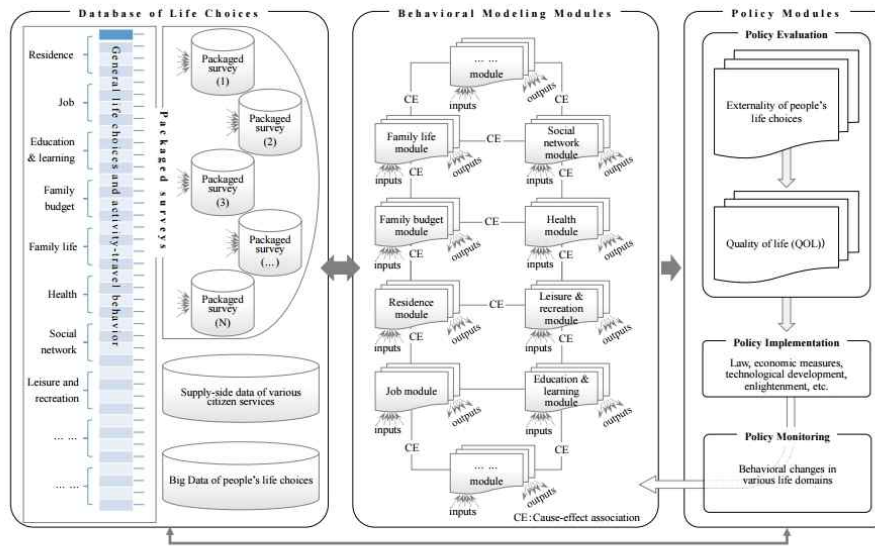 Database of Life Choices
Residence
Job
Education
& learning
Family
budget
Family life
Health
Social
network
Leisure and
recreation
... ...
... ...
General life choices and activity-travel behavior
Packaged surveys
Packaged
survey
(1)
Packaged
survey
(2)
Packaged
survey
(3)
Packaged
survey
(...)
Packaged
survey
(N)
Supply-side data of various
citizen services
Big Data of people's life choices
Behavioral Modeling Modules
... ...
module
inputs
outputs
CE
CE
Family life
module
inputs
outputs
CE
Social
network module
inputs
outputs
CE
CE
Family budget
module
inputs
outputs
CE
Health
module
inputs
outputs
CE
CE
Residence
module
inputs
outputs
CE
Leisure &
recreation
module
inputs
outputs
CE
CE
Job module
inputs
outputs
Education &
learning module
inputs
outputs
CE
CE
... ...
module
inputs
outputs
CE:Cause-effect association
Policy Modules
Policy Evaluation
Externality of people's
life choices
Quality of life (QOL))
Policy Implementation
Law, economic measures,
technological development,
enlightenment, etc.
Policy Monitoring
Behavioral changes in
various life domains